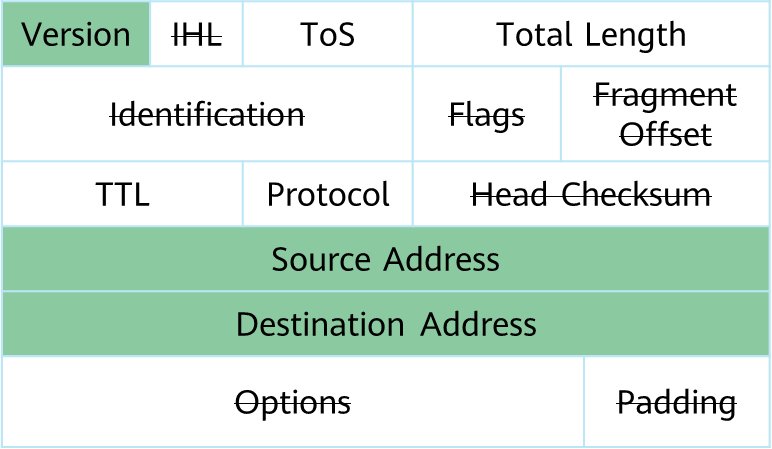 Version IHL ToS Total Length
Identification Flags Fragment
Offset
TTL Protocol Head Checksum
Source Address
Destination Address
Options Padding